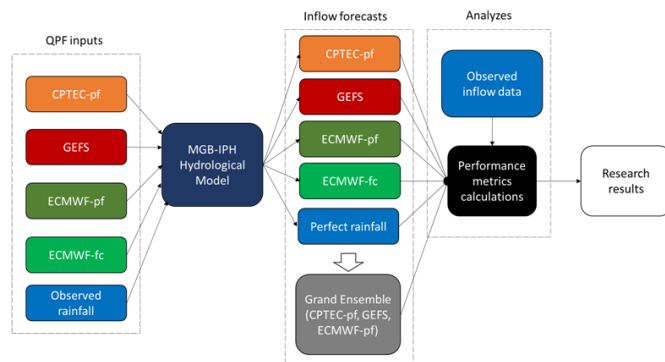 QPF inputs
CPTEC-pf
GEFS
ECMWF-pf
ECMWF-fc
Observed
rainfall
MGB-IPH
Hydrological
Model
Inflow forecasts
CPTEC-pf
GEFS
ECMWF-pf
ECMWF-fc
Perfect rainfall
Grand Ensemble
(CPTEC-pf, GEFS,
ECMWF-pf)
Analyzes
Observed
inflow data
Performance
metrics
calculations
Research
results